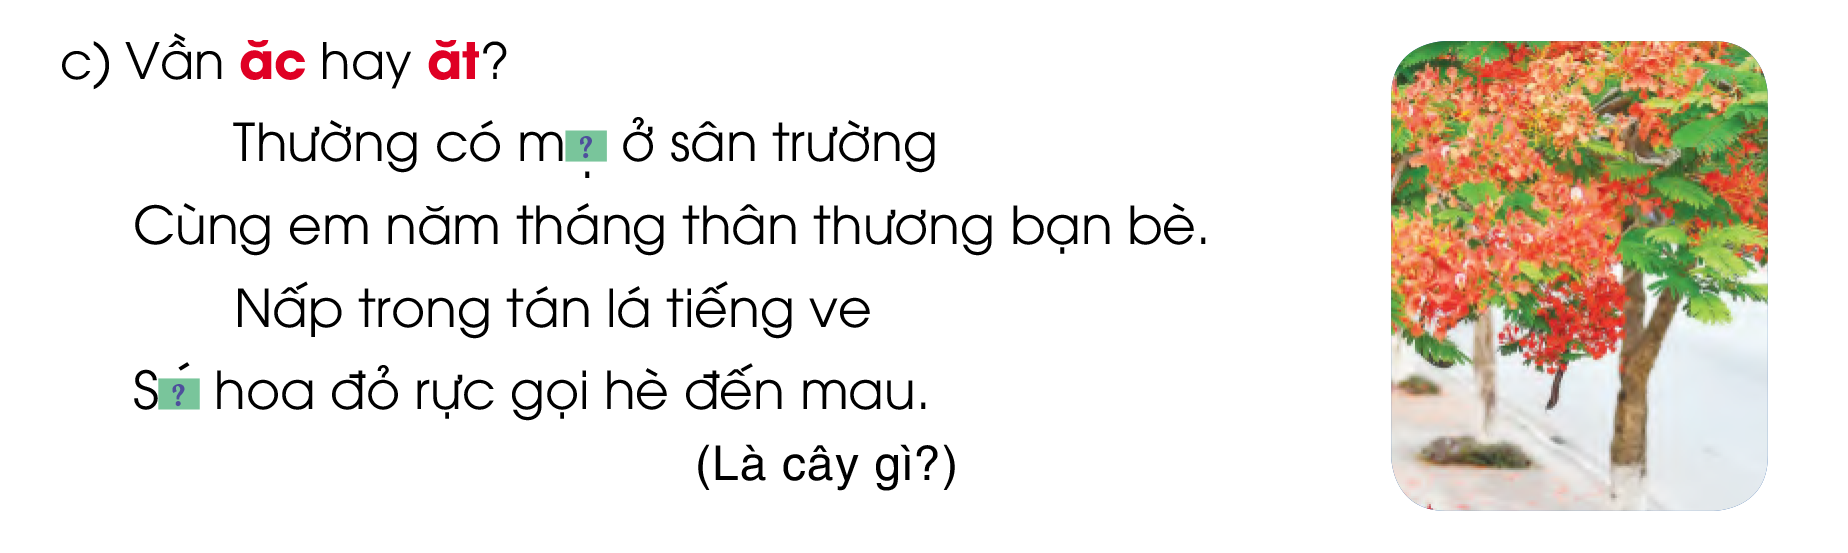 c) Vần ăc hay ăt?
Thường có m[?]̣ ở sân trường
Cùng em năm tháng thân thương bạn bè.
Nấp trong tán lá tiếng ve
S[?]́ hoa đỏ rực gọi hè đến mau.
(Là cây gì?)